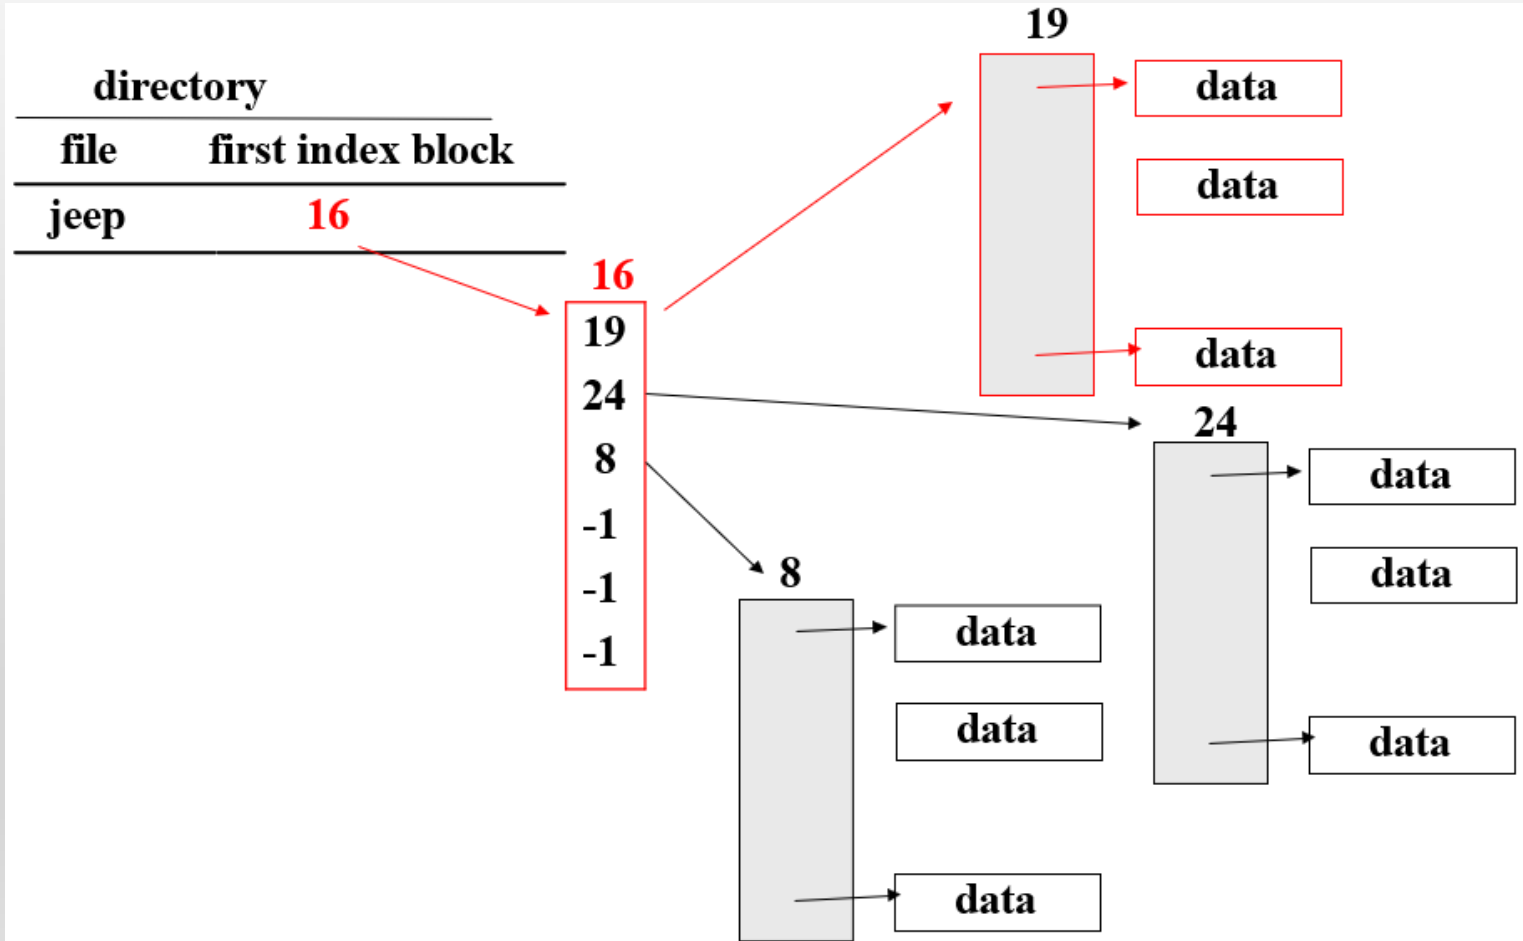 directory
file first index block
jeep 16
16
19
24
8
-1
-1
-1
19
data
data
data
24
data
data
data
8
data
data
data